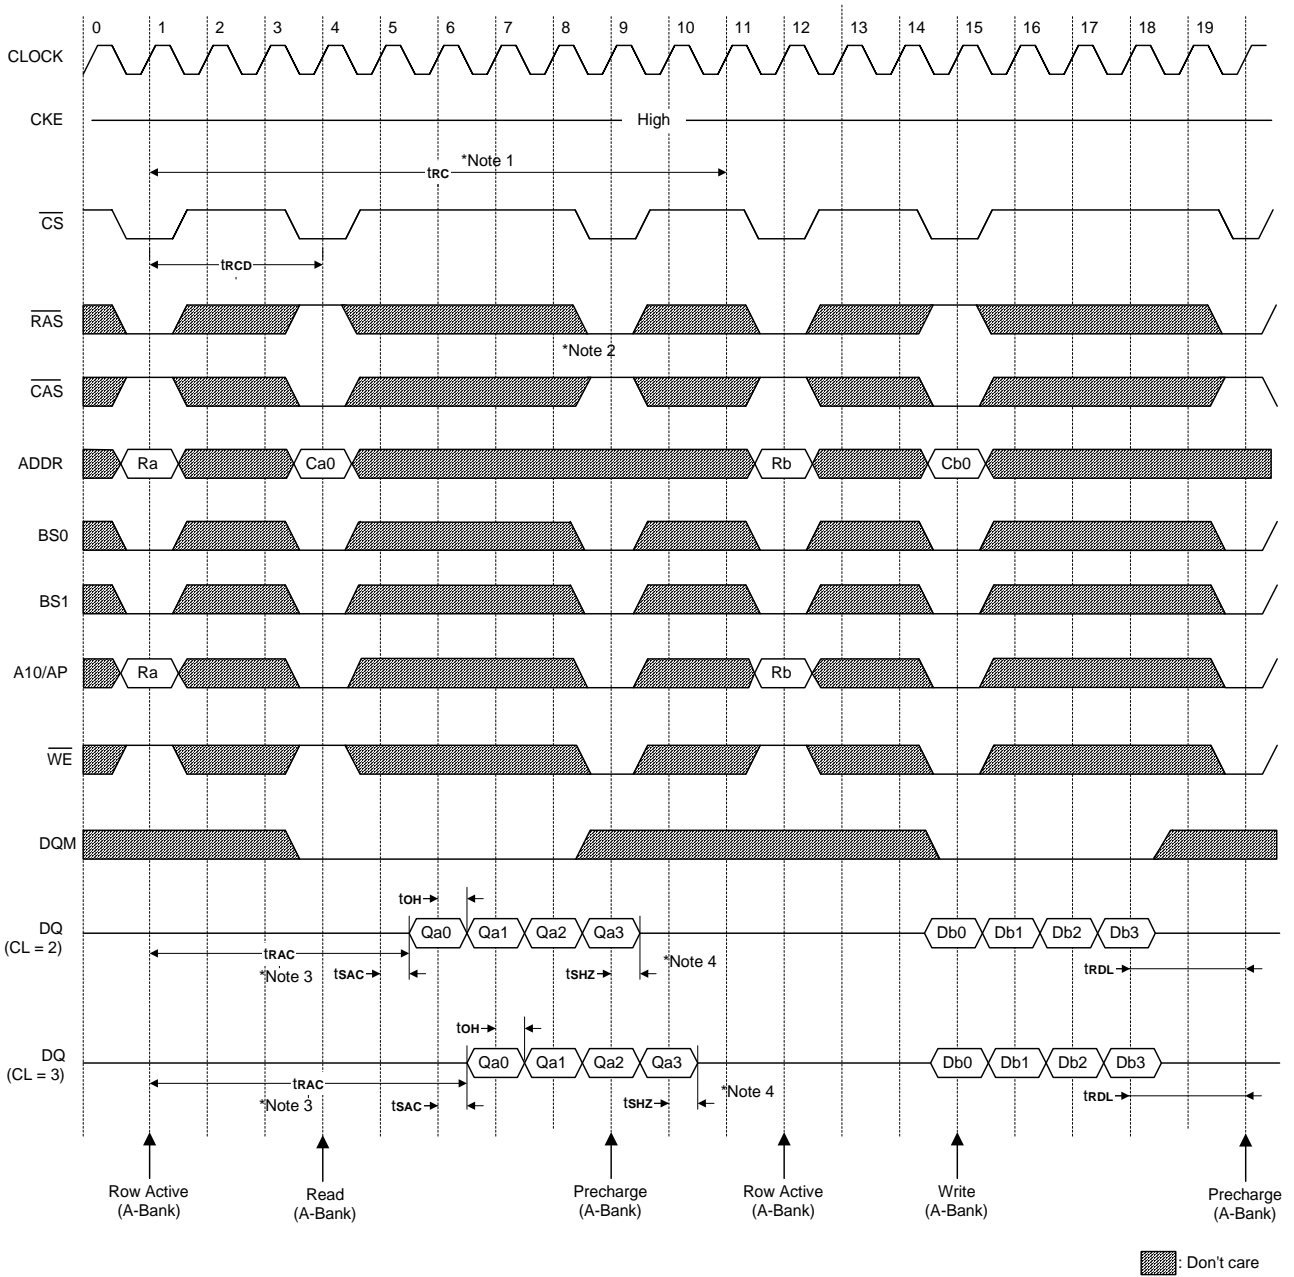 0 1 2 3 4 5 6 7 8 9 10 11 12 13 14 15 16 17 18 19
CLOCK
CKE
High
*Note 1
tRC
CS
tRCD
RAS
*Note 2
CAS
ADDR
Ra
Ca0
Rb
Cb0
BS0
BS1
A10/AP
Ra
Rb
WE
DQM
tOH
DQ
(CL = 2)
Qa0
Qa1
Qa2
Qa3
Db0
Db1
Db2
Db3
tRAC
*Note 3
tSAC
tSHZ
*Note 4
tRDL
tOH
DQ
(CL = 3)
Qa0
Qa1
Qa2
Qa3
Db0
Db1
Db2
Db3
tRAC
*Note 3
tSAC
tSHZ
*Note 4
tRDL
Row Active
(A-Bank)
Read
(A-Bank)
Precharge
(A-Bank)
Row Active
(A-Bank)
Write
(A-Bank)
Precharge
(A-Bank)
: Don't care